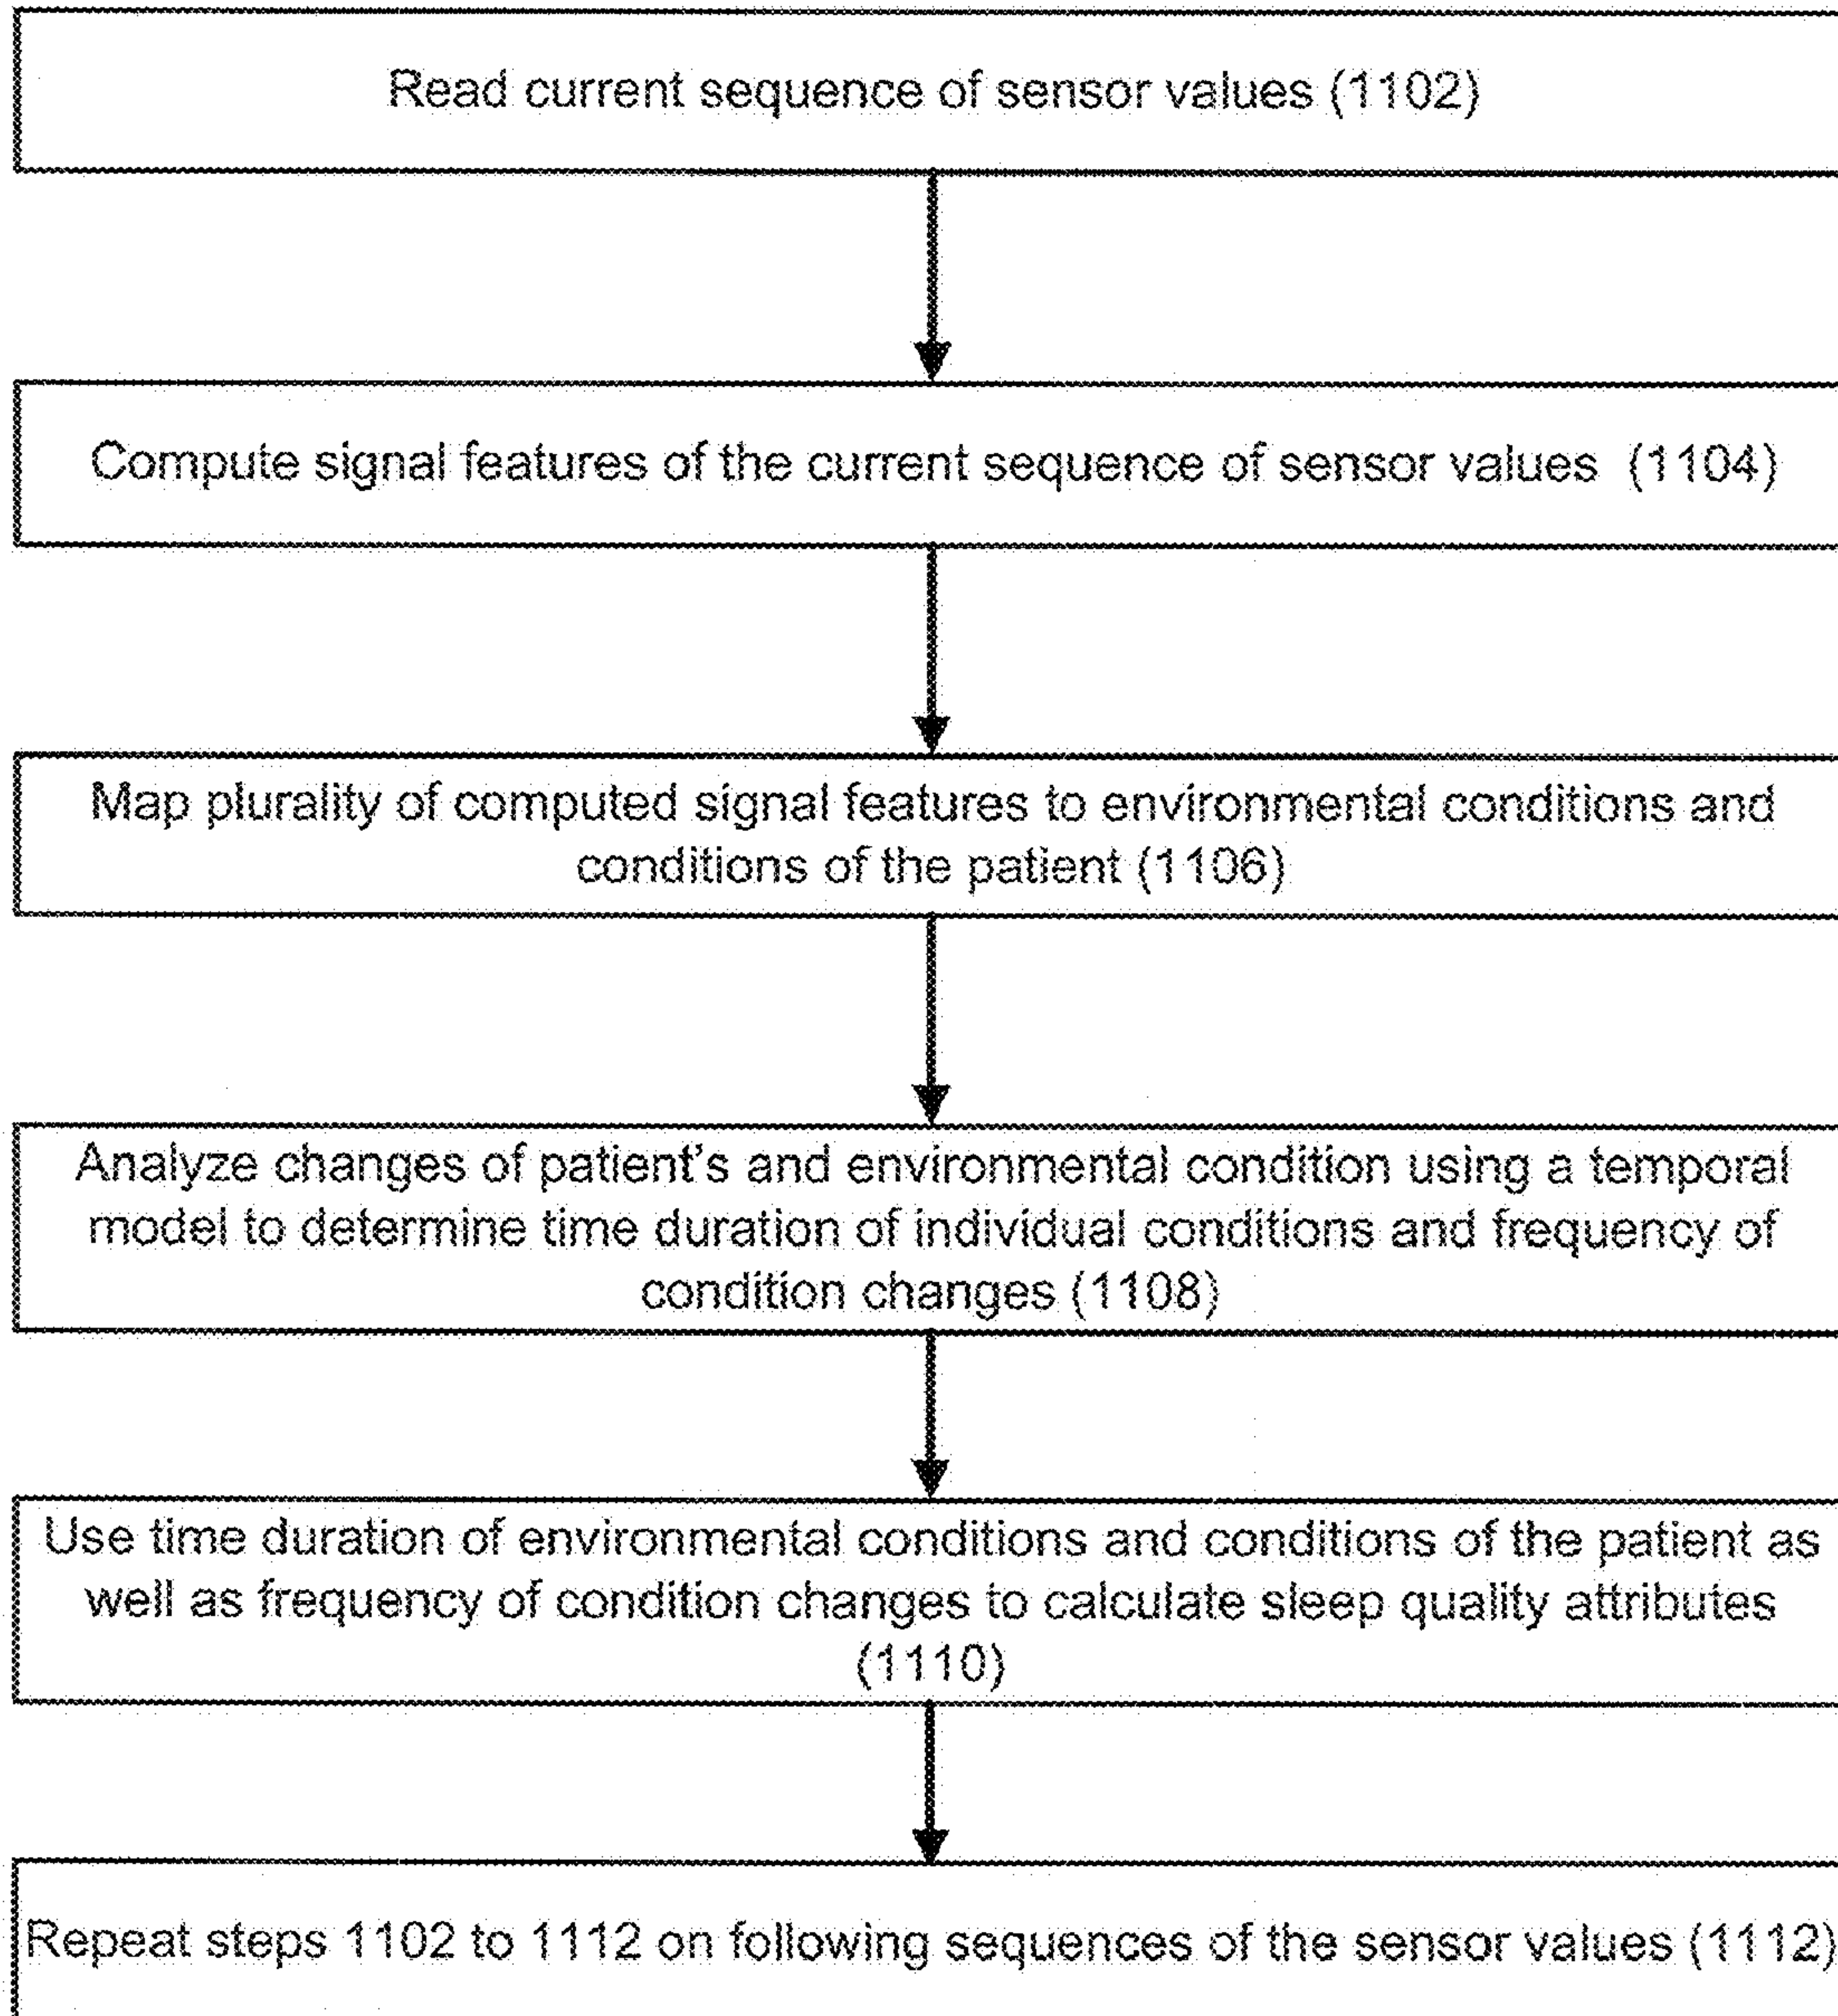 Read current sequence of sensor values (1102)
Compute signal features of the current sequence of sensor values (1104)
Map plurality of computed signal features to environmental conditions and
conditions of the patient (1106)
Analyze changes of patient's and environmental condition using a temporal
model to determine time duration of individual conditions and frequency of
condition changes (1108)
Use time duration of environmental conditions and conditions of the patient as
well as frequency of condition changes to calculate sleep quality attributes
(1110)
Repeat steps 1102 to 1112 on following sequences of the sensor values (1112)